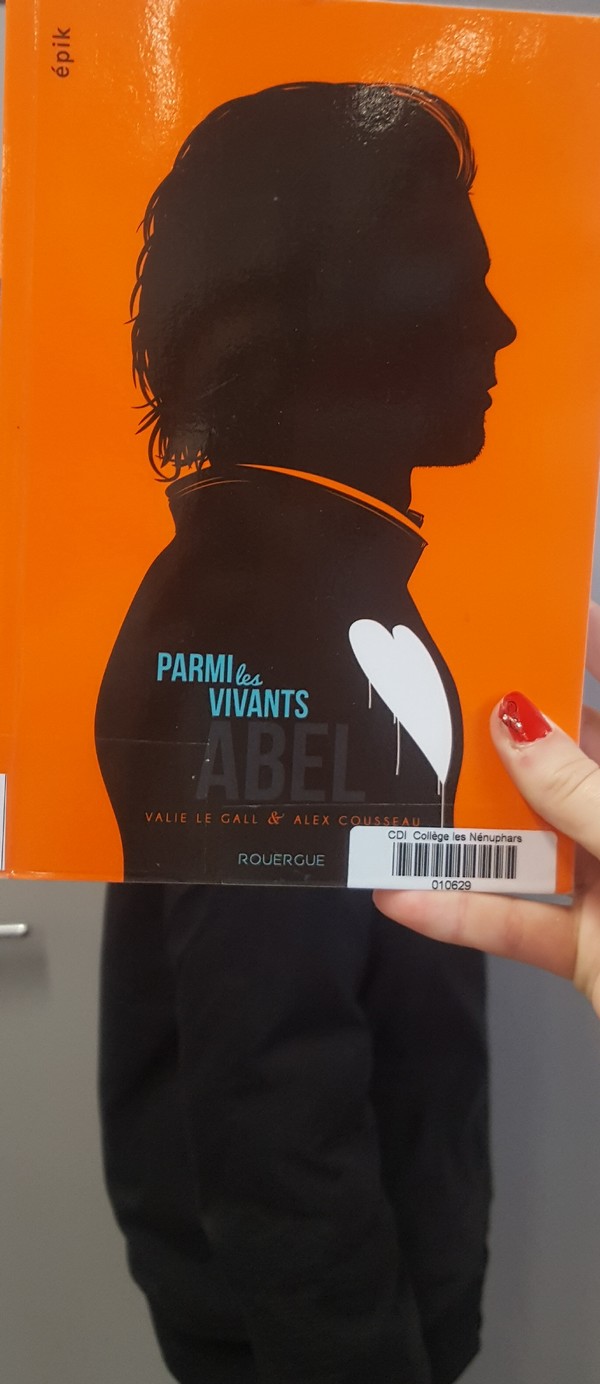 épik
PARMI les
VIVANTS
ABEL
VALIE LE GALL & ALEX COUSSEAU
ROUERGUE
CDI Collège les Nénuphars
010629